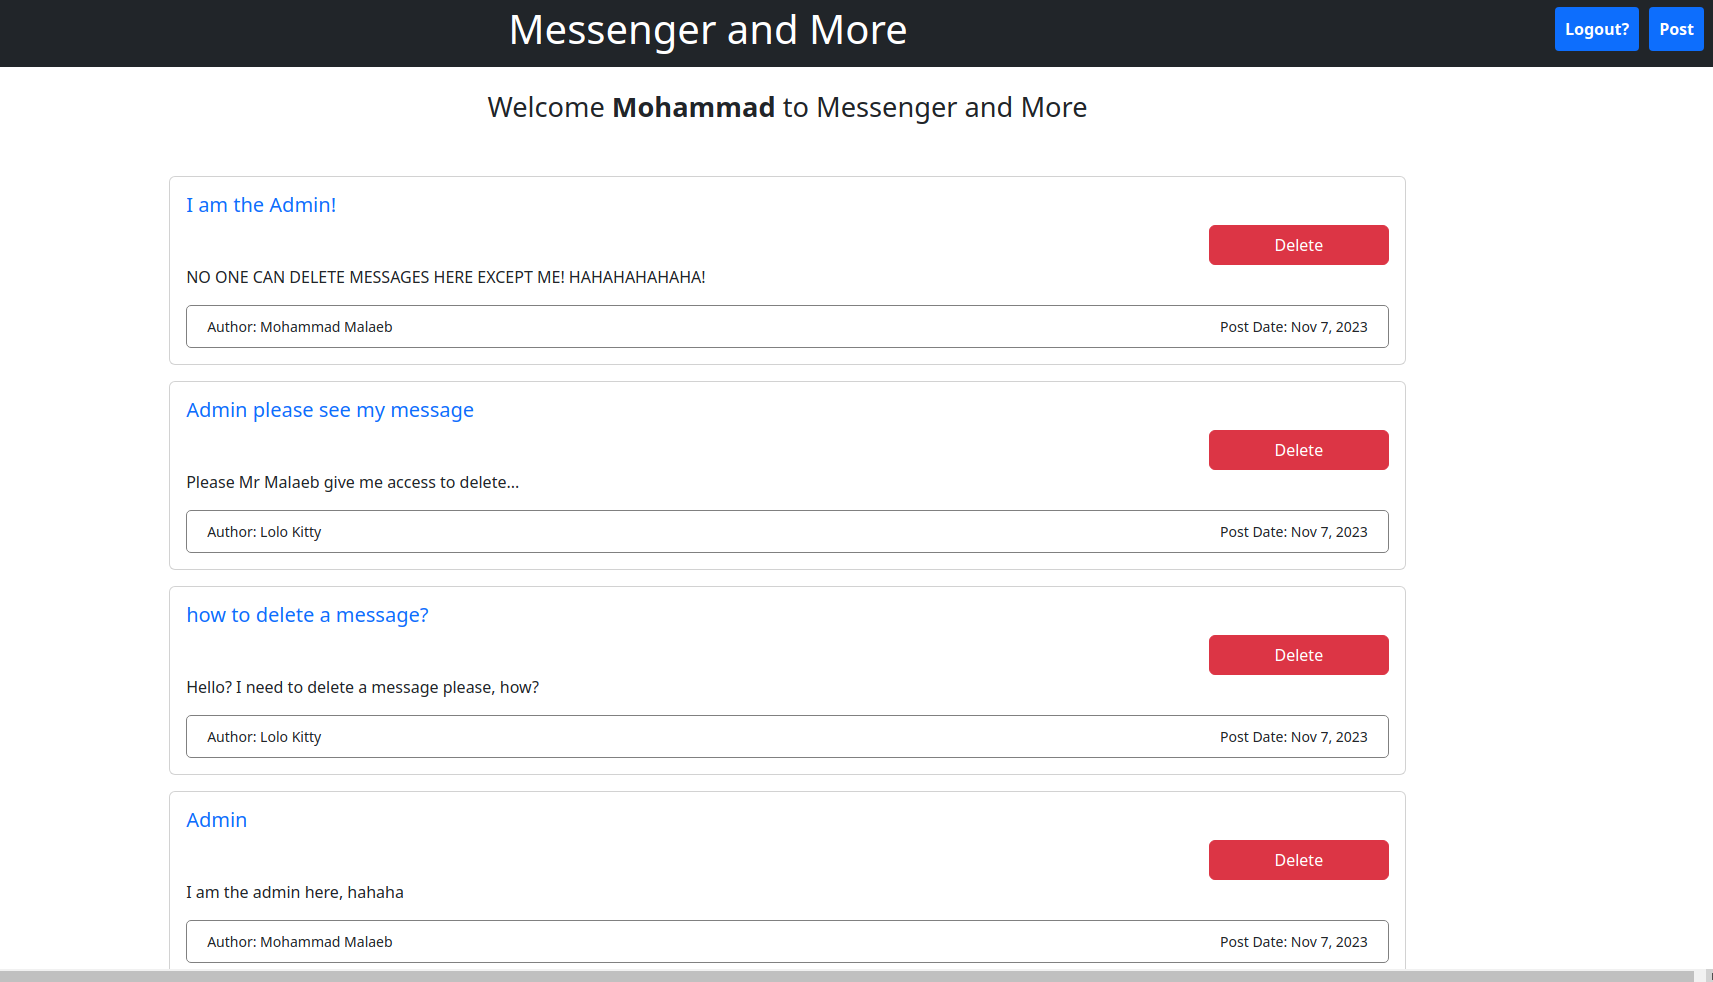 Messenger and More
Logout?
Post
Welcome Mohammad to Messenger and More
I am the Admin!
Delete
NO ONE CAN DELETE MESSAGES HERE EXCEPT ME! HAHAHAHAHAHA!
Author: Mohammad Malaeb
Post Date: Nov 7, 2023
Admin please see my message
Delete
Please Mr Malaeb give me access to delete...
Author: Lolo Kitty
Post Date: Nov 7, 2023
how to delete a message?
Delete
Hello? I need to delete a message please, how?
Author: Lolo Kitty
Post Date: Nov 7, 2023
Admin
Delete
I am the admin here, hahaha
Author: Mohammad Malaeb
Post Date: Nov 7, 2023